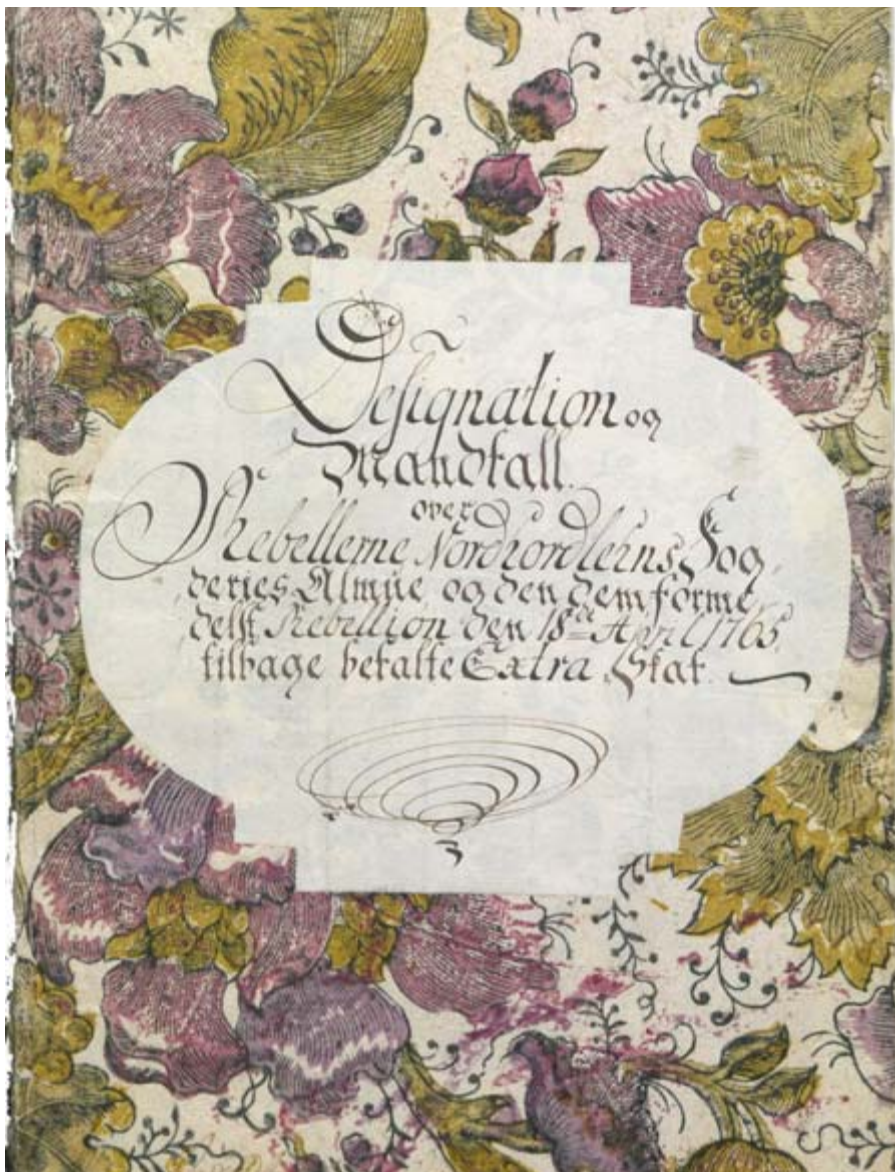 Designation og
Mandtall
over
Rebellerne Nordhordlehns Fog
deries Almue, og den dem forme
delst Rebellion den 18de April 1765
tilbage betalte Extra Skat.